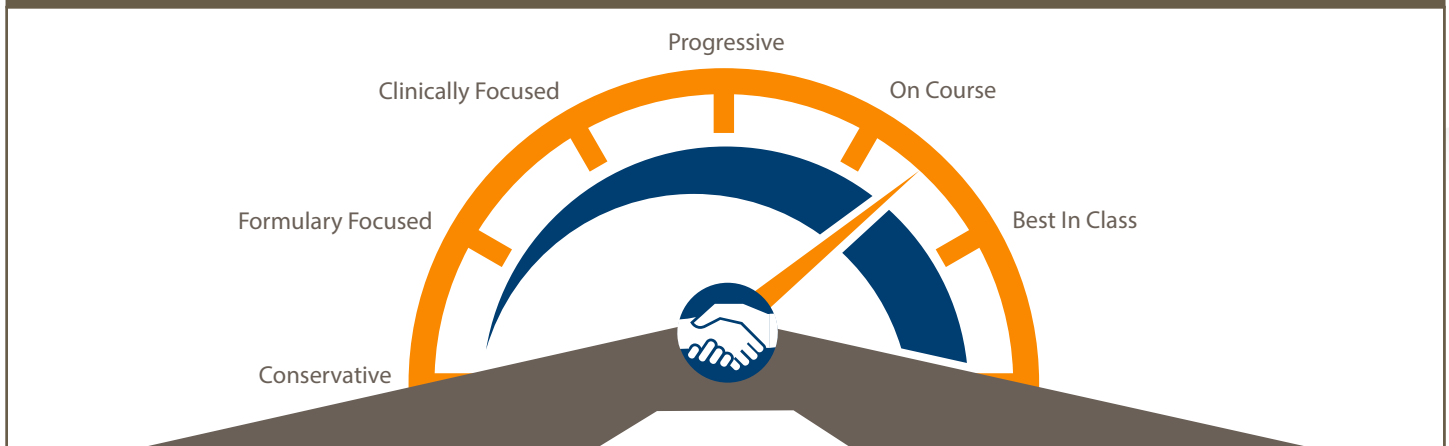 Progressive
Clinically Focused
On Course
Formulary Focused
Best In Class
Conservative